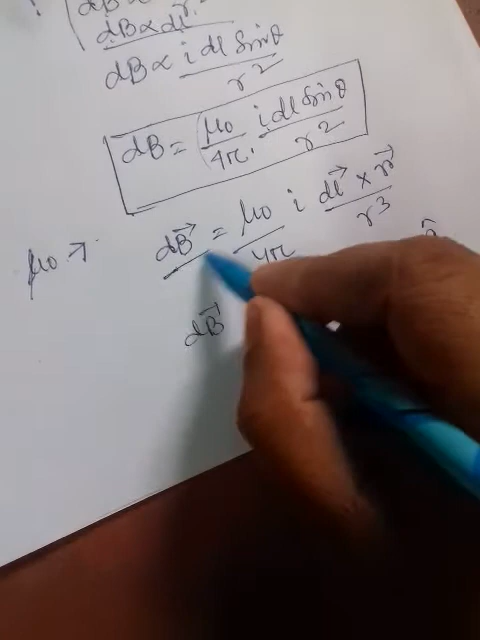 dB ∝ dl
dB ∝ i dl Sinθ / r²
dB = (μ₀ / 4π . i dl Sinθ / r²
μ₀ → dB⃗ = μ₀ / 4π i dl⃗ × r⃗ / r³
dB⃗